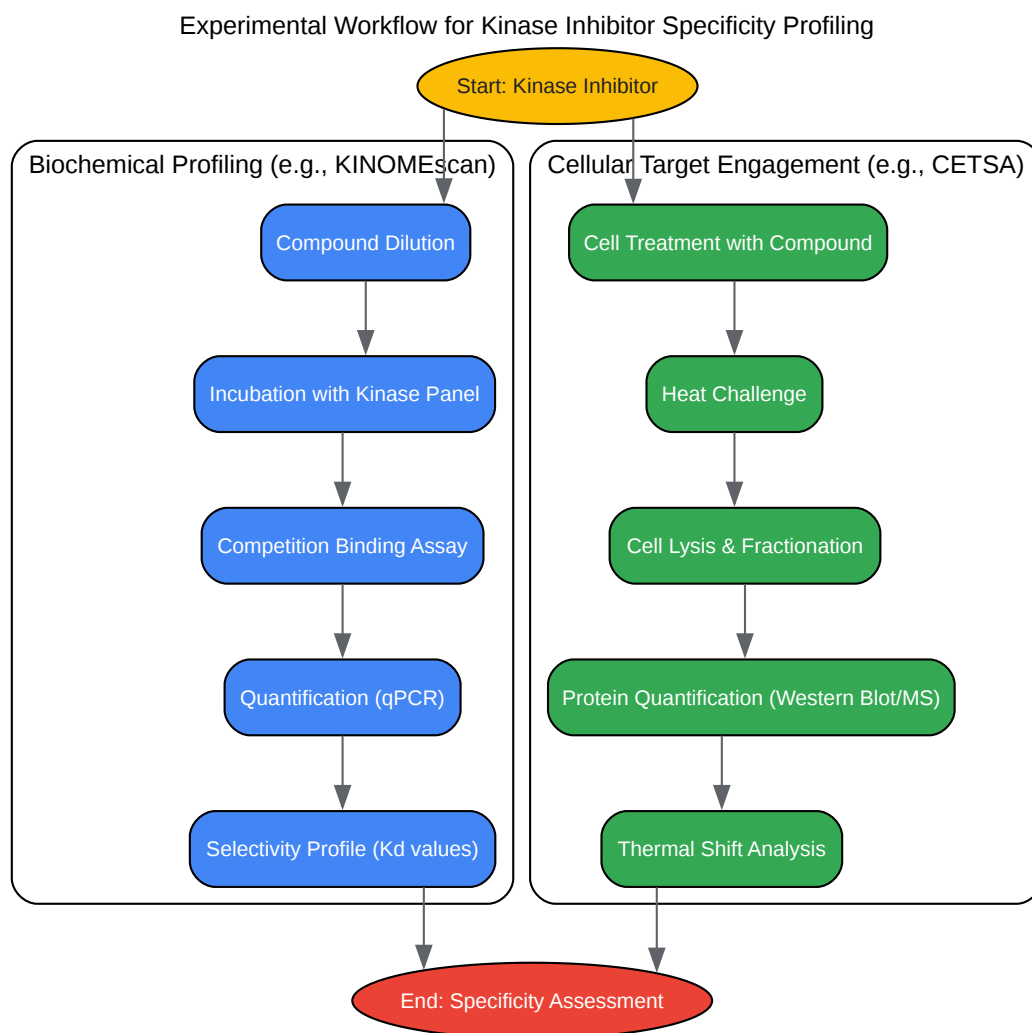 Experimental Workflow for Kinase Inhibitor Specificity Profiling
Start: Kinase Inhibitor
Biochemical Profiling (e.g., KINOMEscan)
Compound Dilution
Incubation with Kinase Panel
Competition Binding Assay
Quantification (qPCR)
Selectivity Profile (Kd values)
Cellular Target Engagement (e.g., CETSA)
Cell Treatment with Compound
Heat Challenge
Cell Lysis & Fractionation
Protein Quantification (Western Blot/MS)
Thermal Shift Analysis
End: Specificity Assessment